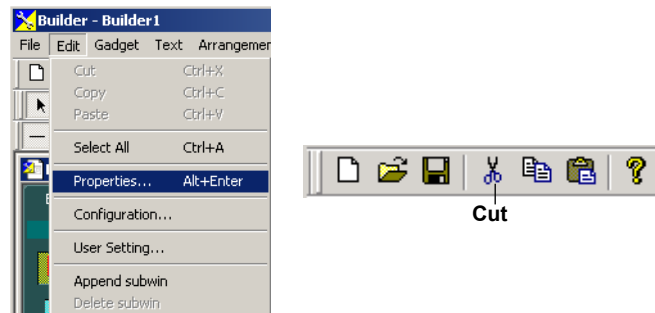 Builder - Builder1
File Edit Gadget Text Arrangemen
Cut Ctrl+X
Copy Ctrl+C
Paste Ctrl+V
Select All Ctrl+A
Properties... Alt+Enter
Configuration...
User Setting...
Append subwin
Delete subwin
Cut